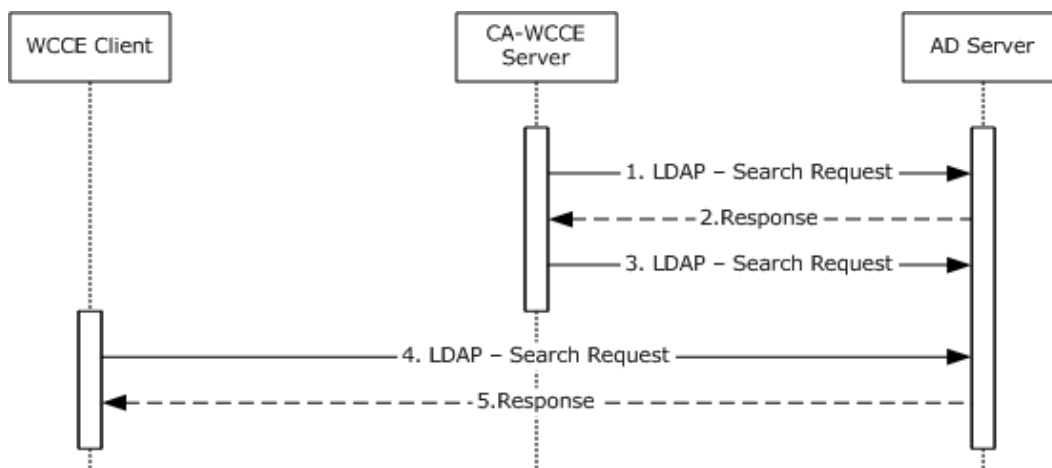 WCCE Client
CA-WCCE
Server
AD Server
1. LDAP – Search Request
2.Response
3. LDAP – Search Request
4. LDAP – Search Request
5.Response